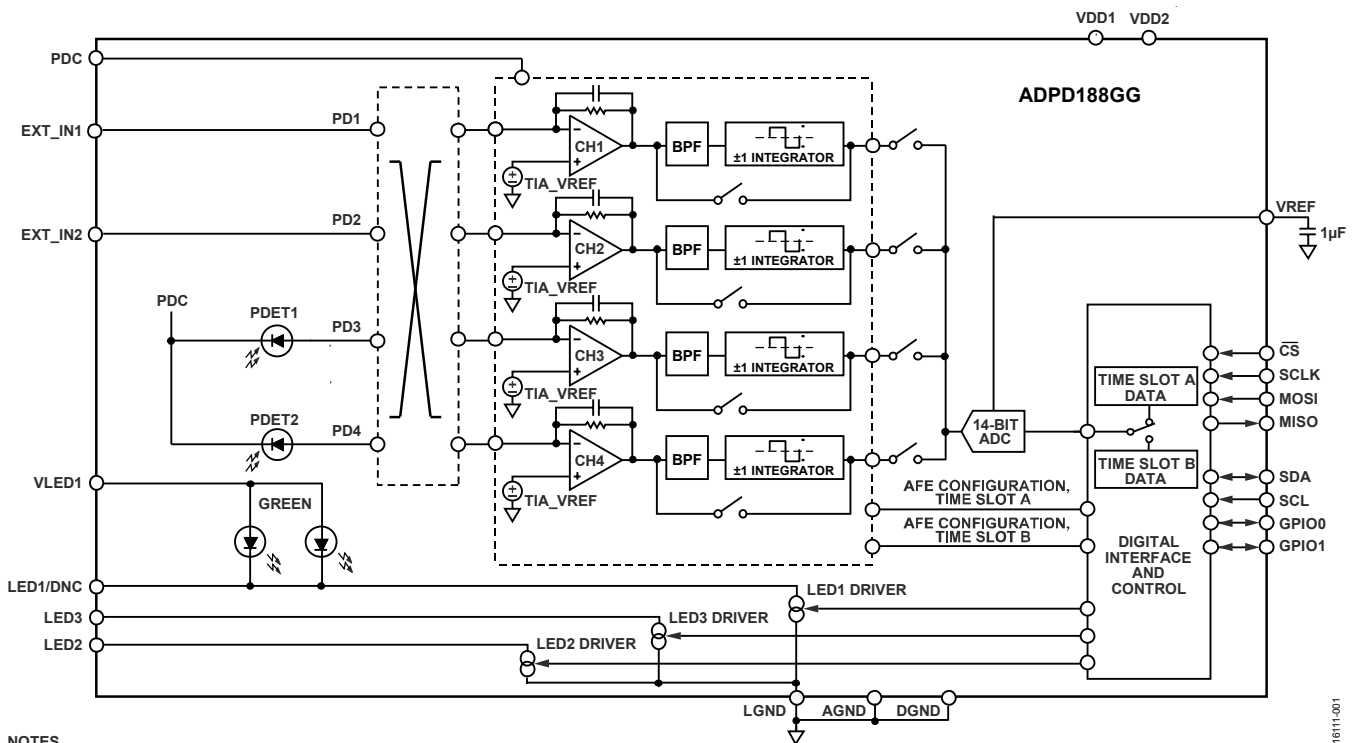 VDD1 VDD2
PDC
ADPD188GG
EXT_IN1
PD1
CH1
BPF
±1 INTEGRATOR
TIA_VREF
EXT_IN2
PD2
CH2
BPF
±1 INTEGRATOR
TIA_VREF
VREF
1µF
PDC
PDET1
PD3
CH3
BPF
±1 INTEGRATOR
TIA_VREF
PDET2
PD4
CH4
BPF
±1 INTEGRATOR
TIA_VREF
14-BIT
ADC
TIME SLOT A
DATA
TIME SLOT B
DATA
CS
SCLK
MOSI
MISO
SDA
SCL
GPIO0
GPIO1
VLED1
GREEN
AFE CONFIGURATION,
TIME SLOT A
AFE CONFIGURATION,
TIME SLOT B
DIGITAL
INTERFACE
AND
CONTROL
LED1/DNC
LED1 DRIVER
LED3
LED3 DRIVER
LED2
LED2 DRIVER
LGND
AGND
DGND
NOTES
16111-001